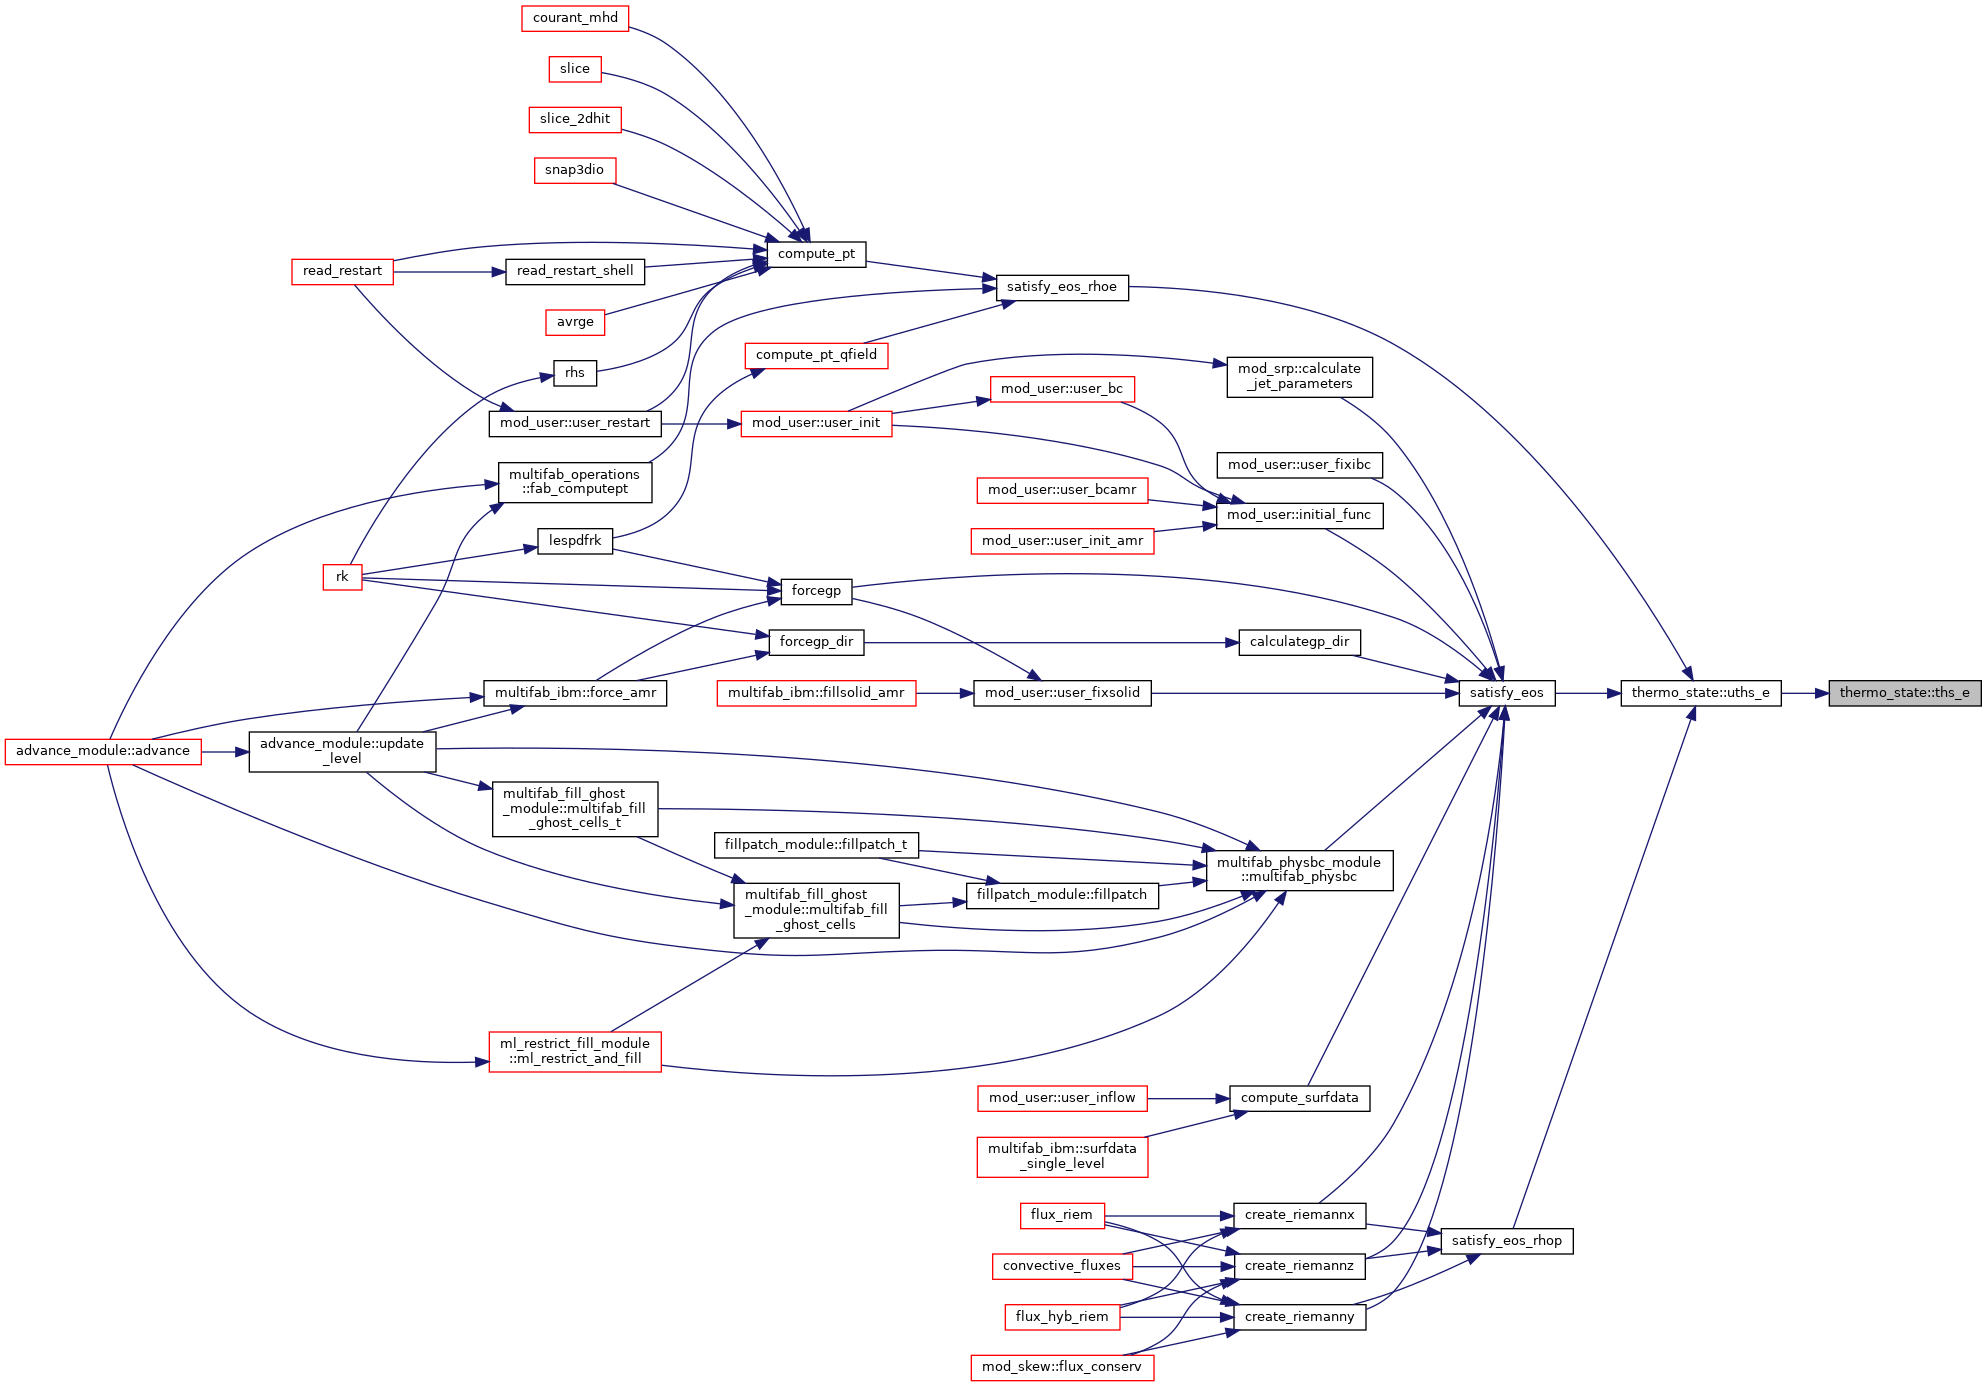 courant_mhd
slice
slice_2dhit
snap3dio
compute_pt
read_restart
read_restart_shell
satisfy_eos_rhoe
avrge
compute_pt_qfield
rhs
mod_srp::calculate
_jet_parameters
mod_user::user_bc
mod_user::user_restart
mod_user::user_init
mod_user::user_fixibc
multifab_operations
::fab_computept
mod_user::user_bcamr
mod_user::initial_func
lespdfrk
mod_user::user_init_amr
rk
forcegp
forcegp_dir
calculategp_dir
multifab_ibm::force_amr
multifab_ibm::fillsolid_amr
mod_user::user_fixsolid
satisfy_eos
thermo_state::uths_e
thermo_state::ths_e
advance_module::advance
advance_module::update
_level
multifab_fill_ghost
_module::multifab_fill
_ghost_cells_t
fillpatch_module::fillpatch_t
multifab_physbc_module
::multifab_physbc
multifab_fill_ghost
_module::multifab_fill
_ghost_cells
fillpatch_module::fillpatch
ml_restrict_fill_module
::ml_restrict_and_fill
mod_user::user_inflow
compute_surfdata
multifab_ibm::surfdata
_single_level
flux_riem
create_riemannx
satisfy_eos_rhop
convective_fluxes
create_riemannz
flux_hyb_riem
create_riemanny
mod_skew::flux_conserv